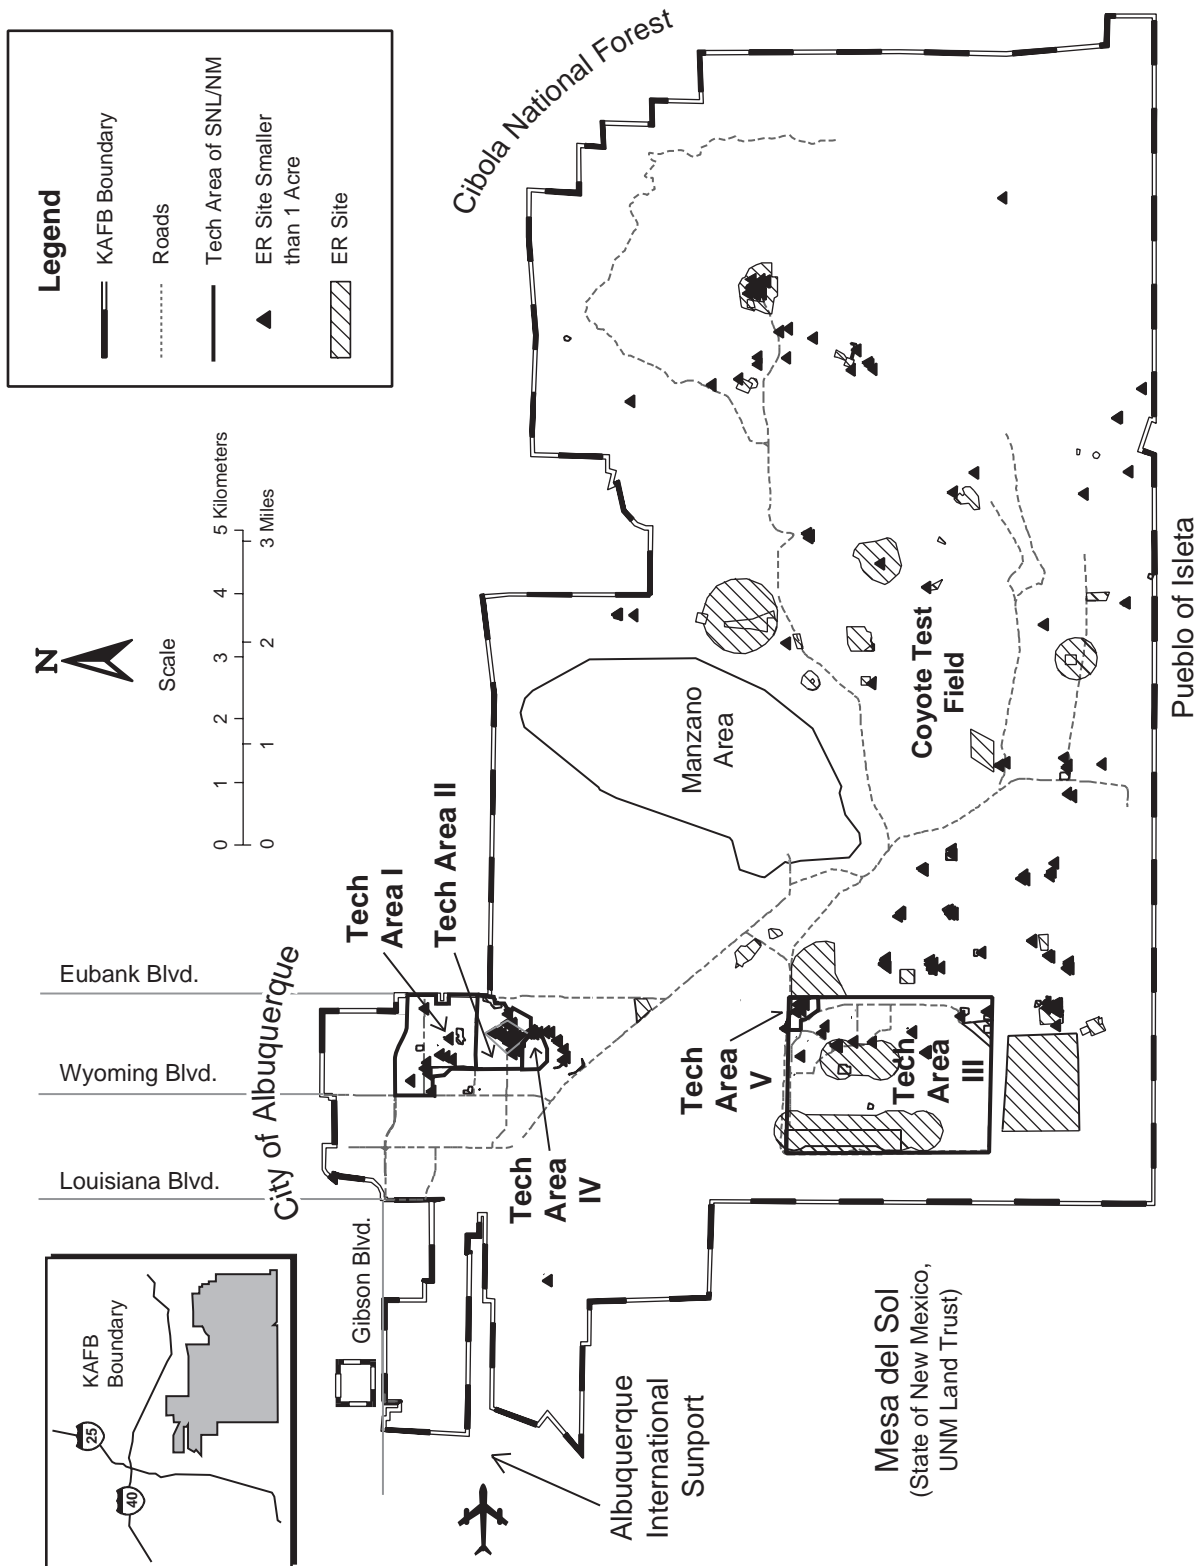 Legend
KAFB Boundary
Roads
Tech Area of SNL/NM
ER Site Smaller
than 1 Acre
ER Site
Cibola National Forest
N
Scale
0 1 2 3 4 5 Kilometers
0 1 2 3 Miles
City of Albuquerque
Eubank Blvd.
Wyoming Blvd.
Louisiana Blvd.
Gibson Blvd.
Tech
Area I
Tech Area II
Tech
Area
IV
Manzano
Area
Tech
Area
V
Tech
Area
III
Coyote Test
Field
Pueblo of Isleta
Mesa del Sol
(State of New Mexico,
UNM Land Trust)
Albuquerque
International
Sunport
KAFB
Boundary
25
40